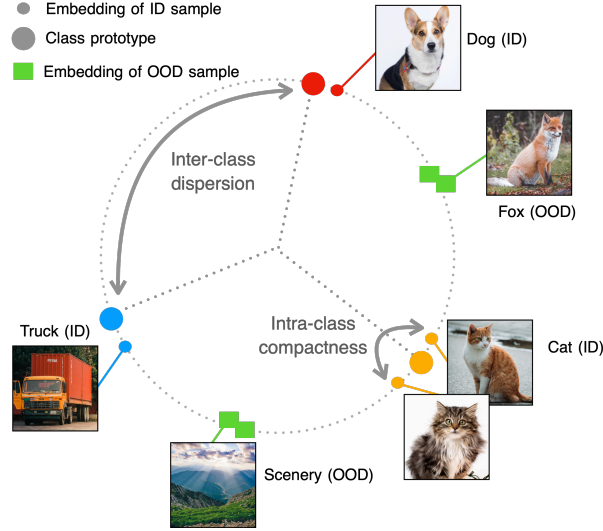 Embedding of ID sample
Class prototype
Embedding of OOD sample
Dog (ID)
Inter-class
dispersion
Fox (OOD)
Intra-class
compactness
Truck (ID)
Cat (ID)
Scenery (OOD)